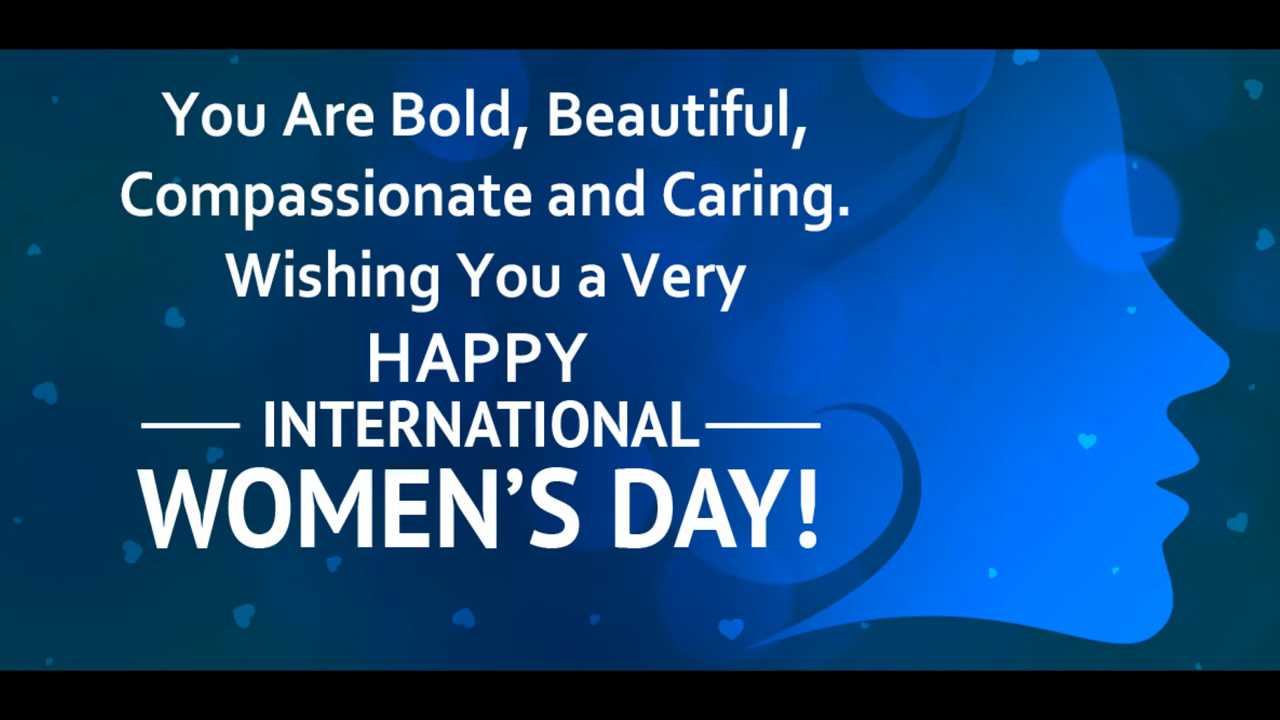 You Are Bold, Beautiful,
Compassionate and Caring.
Wishing You a Very
HAPPY
INTERNATIONAL
WOMEN’S DAY!